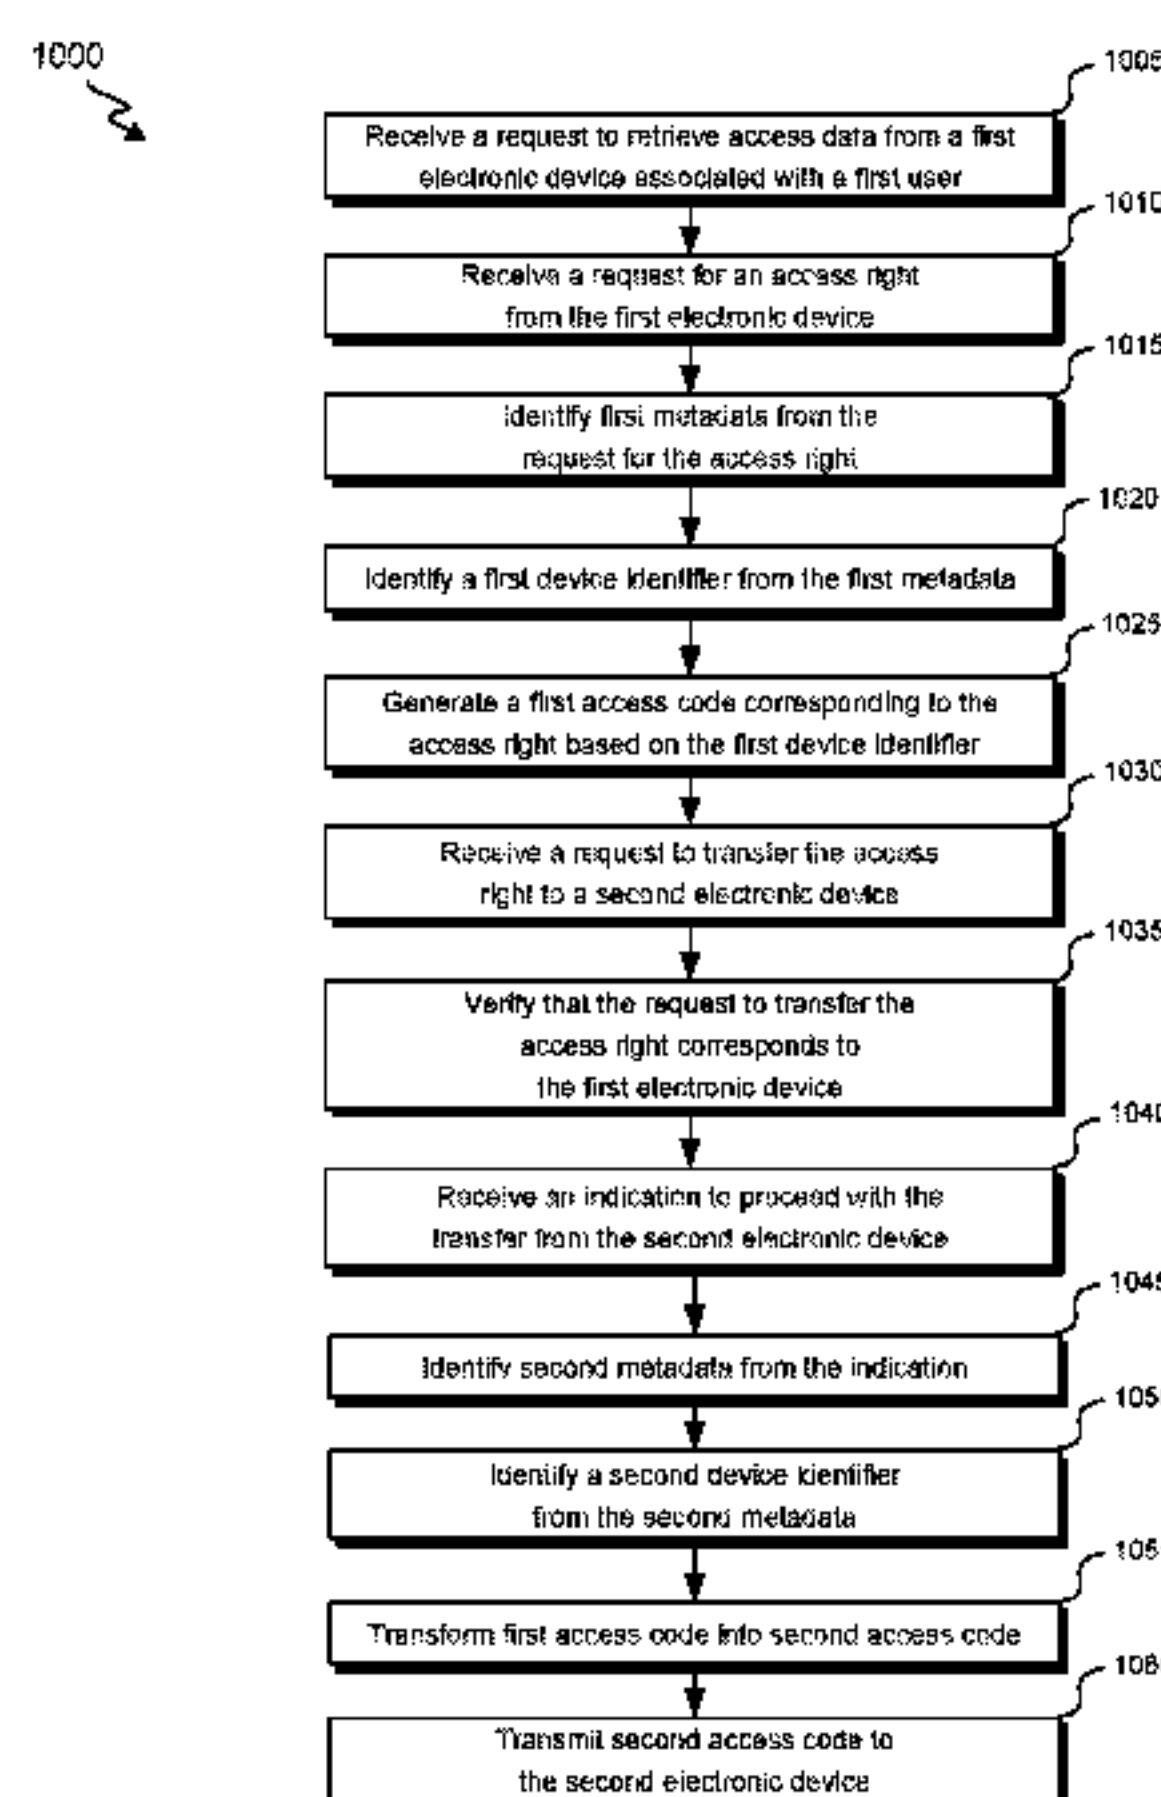 1000
1005
Receive a request to retrieve access data from a first
electronic device associated with a first user
1010
Receive a request for an access right
from the first electronic device
1015
Identify first metadata from the
request for the access right
1020
Identify a first device identifier from the first metadata
1025
Generate a first access code corresponding to the
access right based on the first device identifier
1030
Receive a request to transfer the access
right to a second electronic device
1035
Verify that the request to transfer the
access right corresponds to
the first electronic device
1040
Receive an indication to proceed with the
transfer from the second electronic device
1045
Identify second metadata from the indication
105
Identify a second device identifier
from the second metadata
105
Transform first access code into second access code
106
Transmit second access code to
the second electronic device